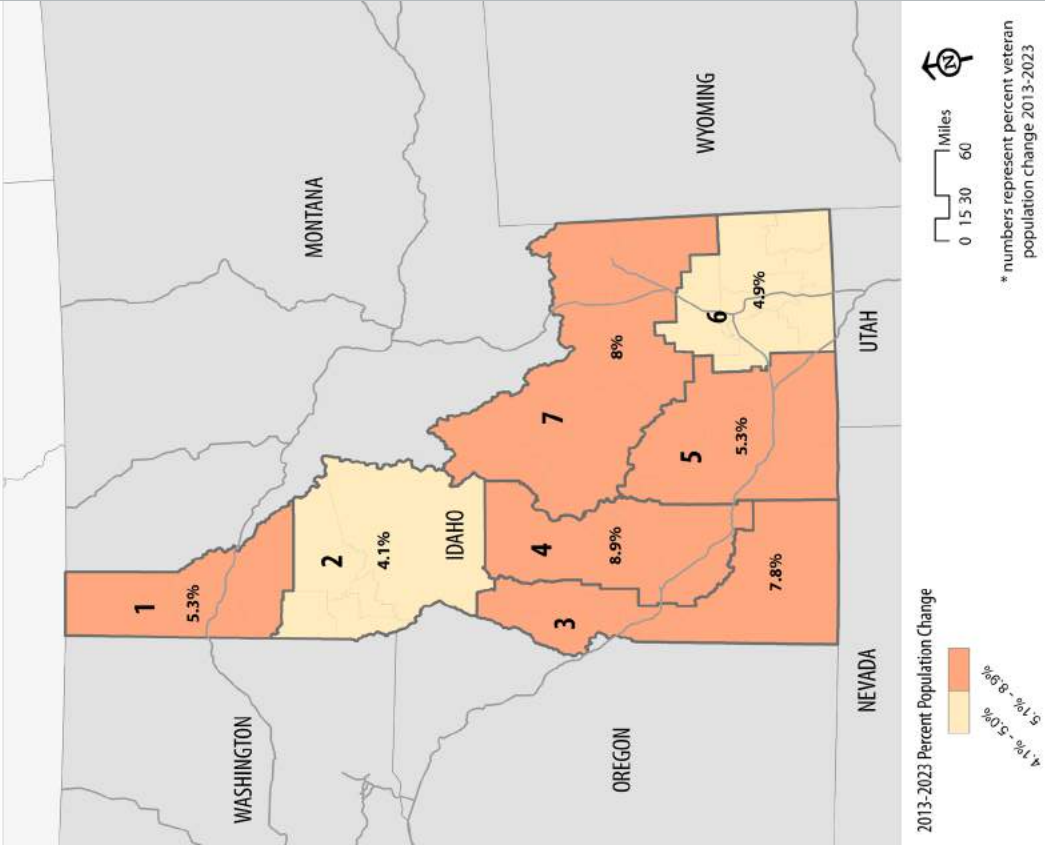 MONTANA
WYOMING
WASHINGTON
IDAHO
OREGON
NEVADA
UTAH
1
5.3%
2
4.1%
3
7.8%
4
8.9%
5
5.3%
6
4.9%
7
8%
2013-2023 Percent Population Change
4.1% - 5.0%
5.1% - 8.9%
N
Miles
0 15 30 60
* numbers represent percent veteran
population change 2013-2023